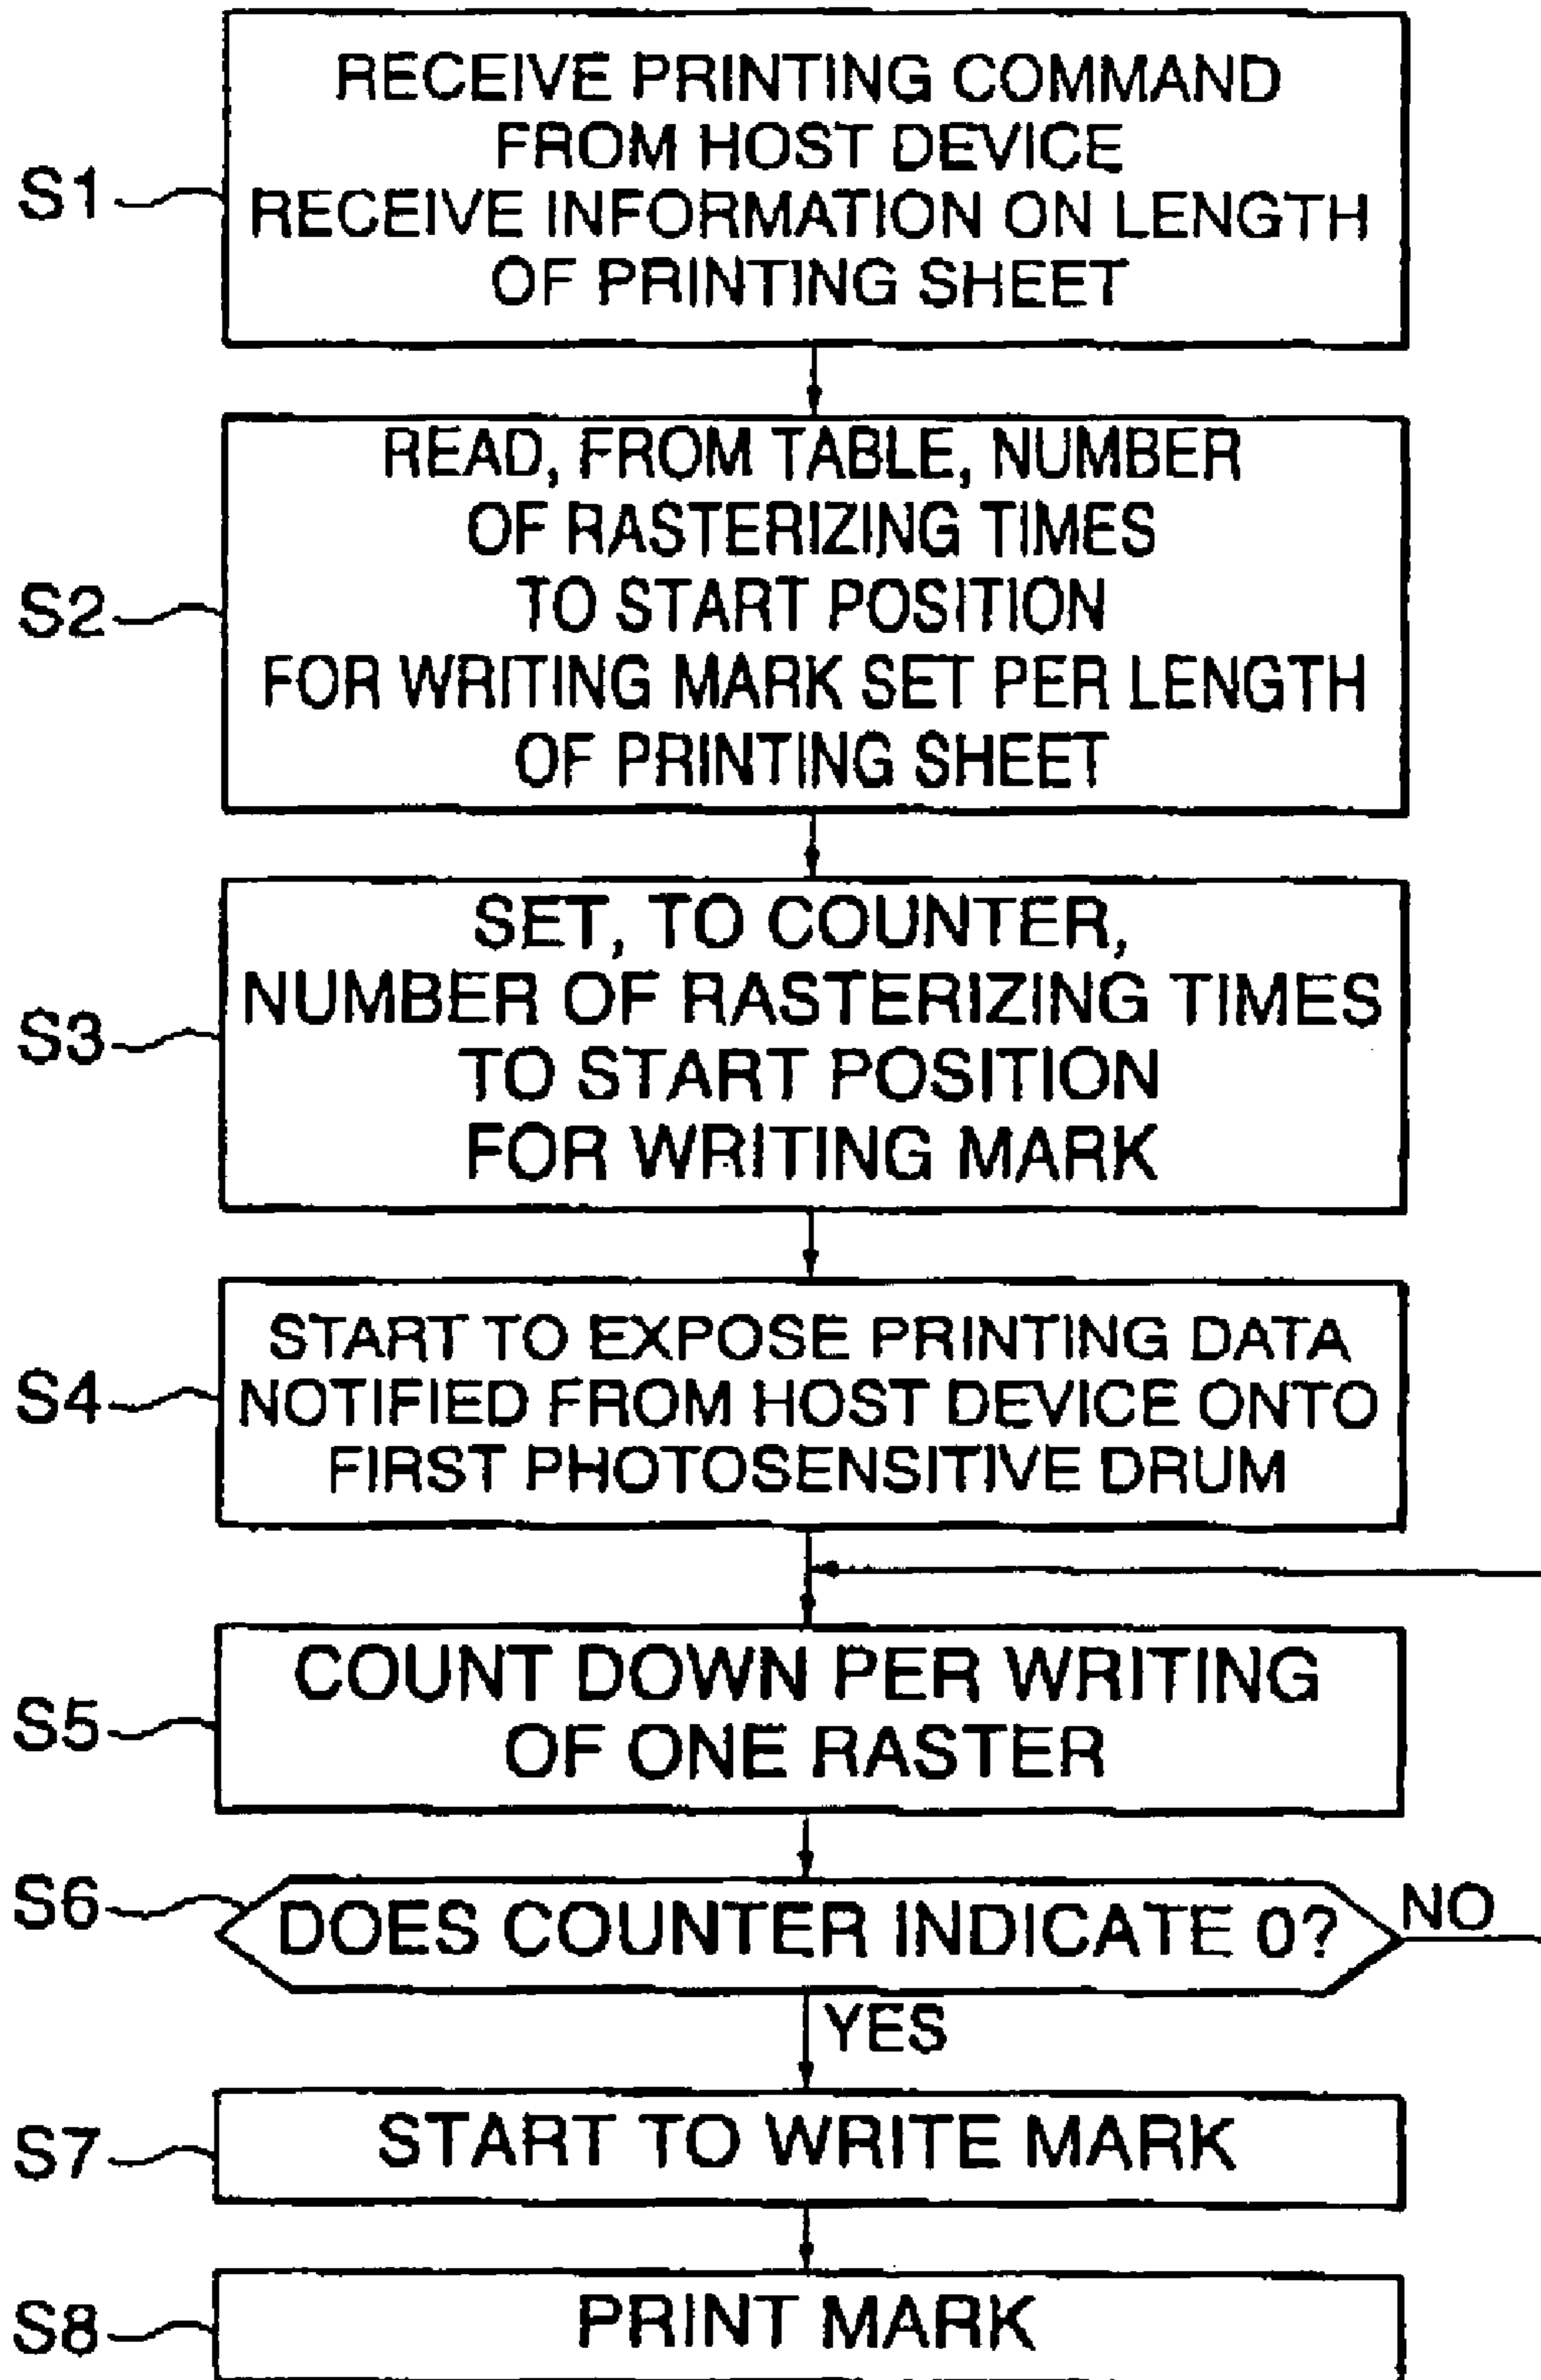 S1
RECEIVE PRINTING COMMAND
FROM HOST DEVICE
RECEIVE INFORMATION ON LENGTH
OF PRINTING SHEET
S2
READ, FROM TABLE, NUMBER
OF RASTERIZING TIMES
TO START POSITION
FOR WRITING MARK SET PER LENGTH
OF PRINTING SHEET
S3
SET, TO COUNTER,
NUMBER OF RASTERIZING TIMES
TO START POSITION
FOR WRITING MARK
S4
START TO EXPOSE PRINTING DATA
NOTIFIED FROM HOST DEVICE ONTO
FIRST PHOTOSENSITIVE DRUM
S5
COUNT DOWN PER WRITING
OF ONE RASTER
S6
DOES COUNTER INDICATE 0?
NO
YES
S7
START TO WRITE MARK
S8
PRINT MARK